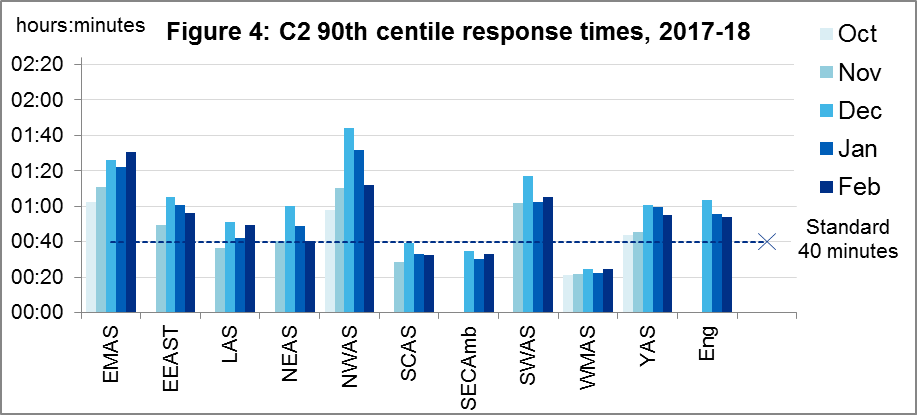 hours:minutes
Figure 4: C2 90th centile response times, 2017-18
Oct
Nov
Dec
Jan
Feb
02:20
02:00
01:40
01:20
01:00
00:40
00:20
00:00
Standard
40 minutes
EMAS
EEAST
LAS
NEAS
NWAS
SCAS
SECAmb
SWAS
WMAS
YAS
Eng